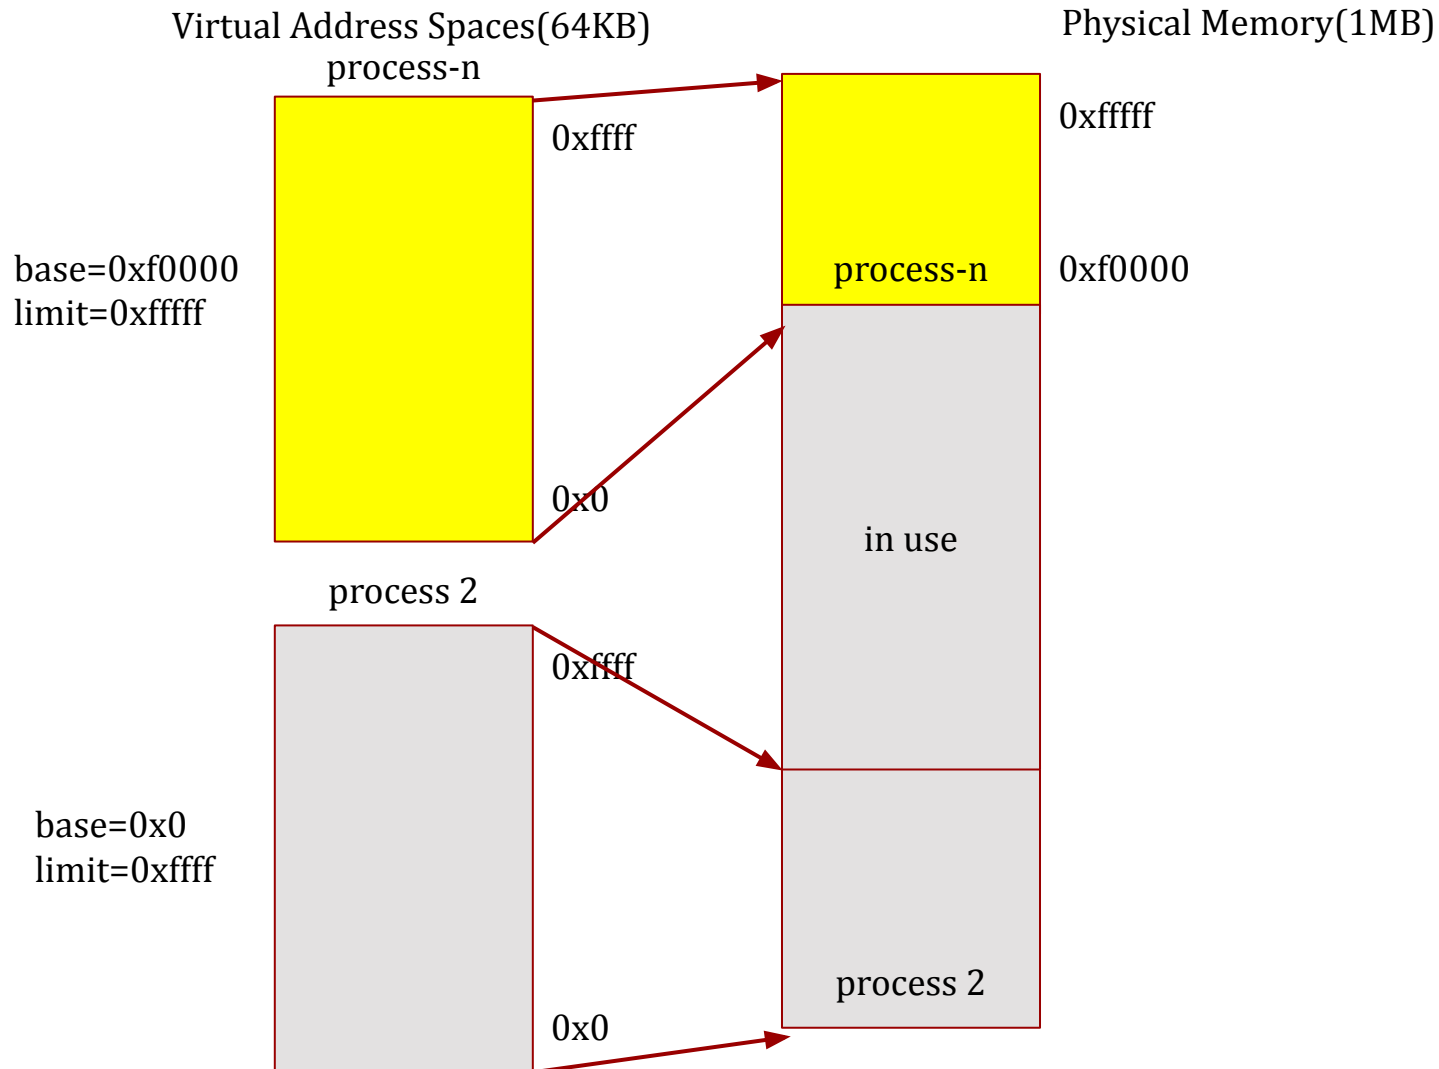 Virtual Address Spaces(64KB)
Physical Memory(1MB)
process-n
0xffff
0xfffff
base=0xf0000
limit=0xfffff
process-n
0xf0000
0x0
in use
process 2
0xffff
base=0x0
limit=0xffff
process 2
0x0